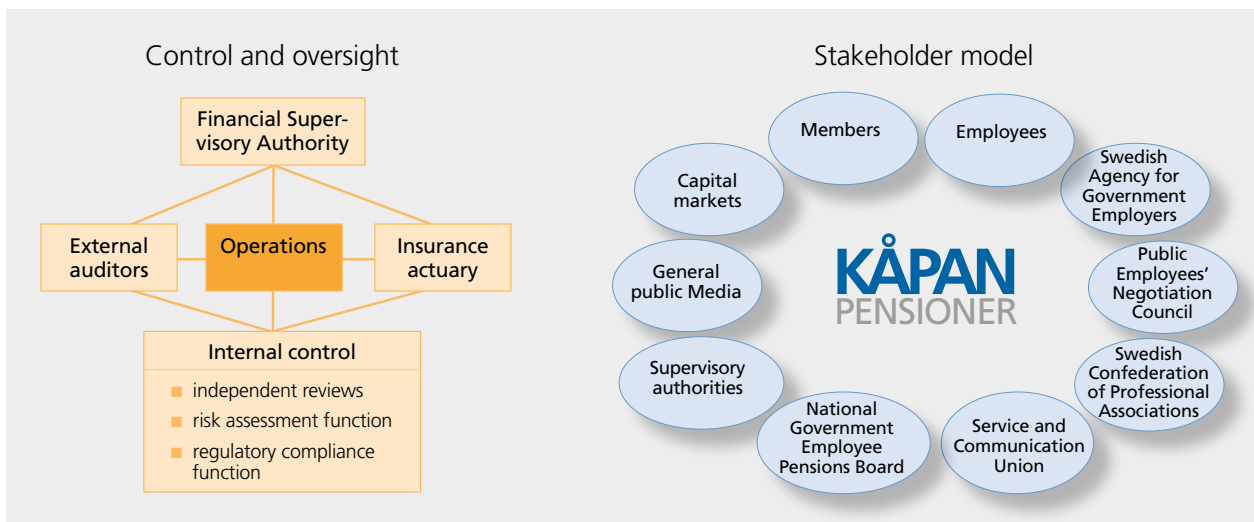 Control and oversight
Financial Super-
visory Authority
External
auditors
Operations
Insurance
actuary
Internal control
independent reviews
risk assessment function
regulatory compliance
function
Stakeholder model
Members
Employees
Swedish
Agency for
Government
Employers
Public
Employees’
Negotiation
Council
Swedish
Confederation
of Professional
Associations
Service and
Communication
Union
National
Government
Employee
Pensions Board
Supervisory
authorities
General
public Media
Capital
markets
KÅPAN
PENSIONER